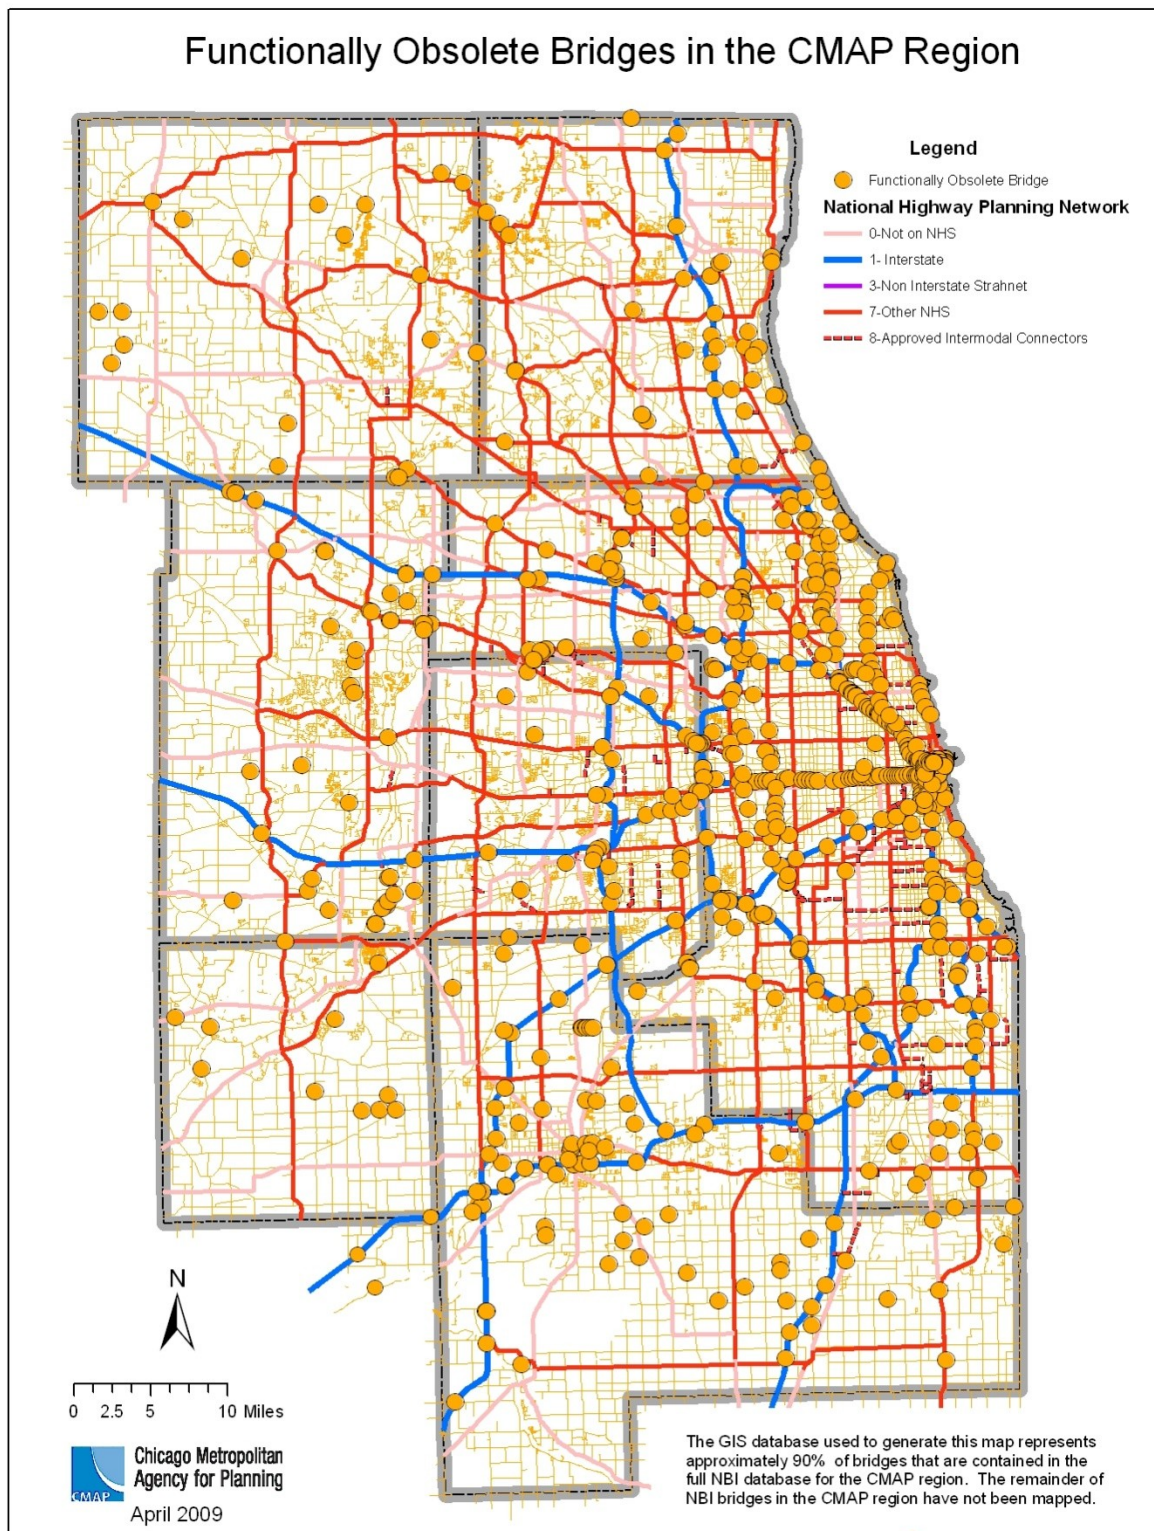 Functionally Obsolete Bridges in the CMAP Region
Legend
Functionally Obsolete Bridge
National Highway Planning Network
0-Not on NHS
1- Interstate
3-Non Interstate Strahnet
7-Other NHS
8-Approved Intermodal Connectors
N
0 2.5 5 10 Miles
CMAP
Chicago Metropolitan
Agency for Planning
April 2009
The GIS database used to generate this map represents
approximately 90% of bridges that are contained in the
full NBI database for the CMAP region. The remainder of
NBI bridges in the CMAP region have not been mapped.